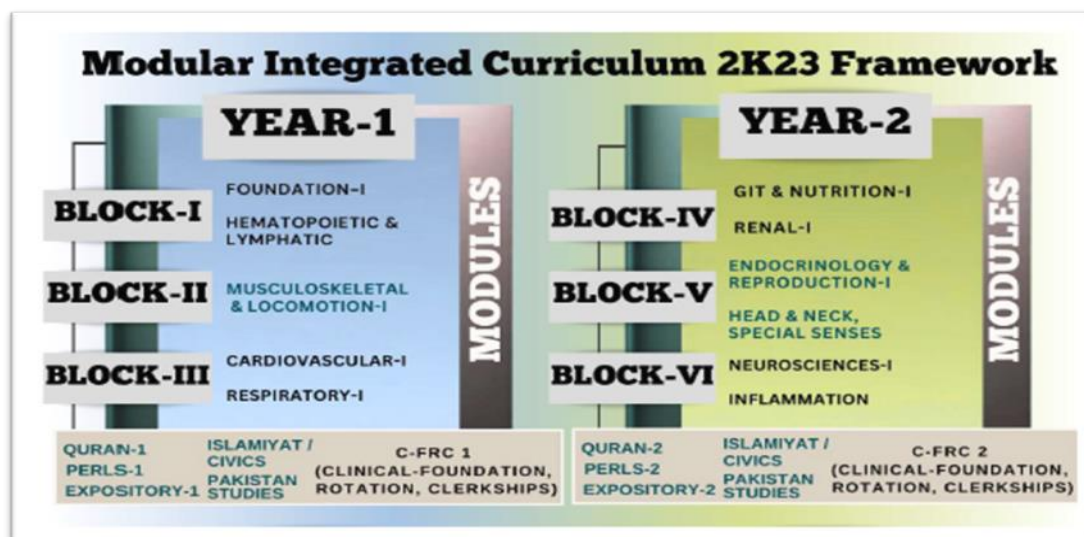 Modular Integrated Curriculum 2K23 Framework
YEAR-1
MODULES
BLOCK-I
FOUNDATION-I
HEMATOPOIETIC &
LYMPHATIC
BLOCK-II
MUSCULOSKELETAL
& LOCOMOTION-I
BLOCK-III
CARDIOVASCULAR-I
RESPIRATORY-I
QURAN-1
PERLS-1
EXPOSITORY-1
ISLAMIYAT /
CIVICS
PAKISTAN
STUDIES
C-FRC 1
(CLINICAL-FOUNDATION,
ROTATION, CLERKSHIPS)
YEAR-2
MODULES
BLOCK-IV
GIT & NUTRITION-I
RENAL-I
BLOCK-V
ENDOCRINOLOGY &
REPRODUCTION-I
HEAD & NECK,
SPECIAL SENSES
BLOCK-VI
NEUROSCIENCES-I
INFLAMMATION
QURAN-2
PERLS-2
EXPOSITORY-2
ISLAMIYAT /
CIVICS
PAKISTAN
STUDIES
C-FRC 2
(CLINICAL-FOUNDATION,
ROTATION, CLERKSHIPS)